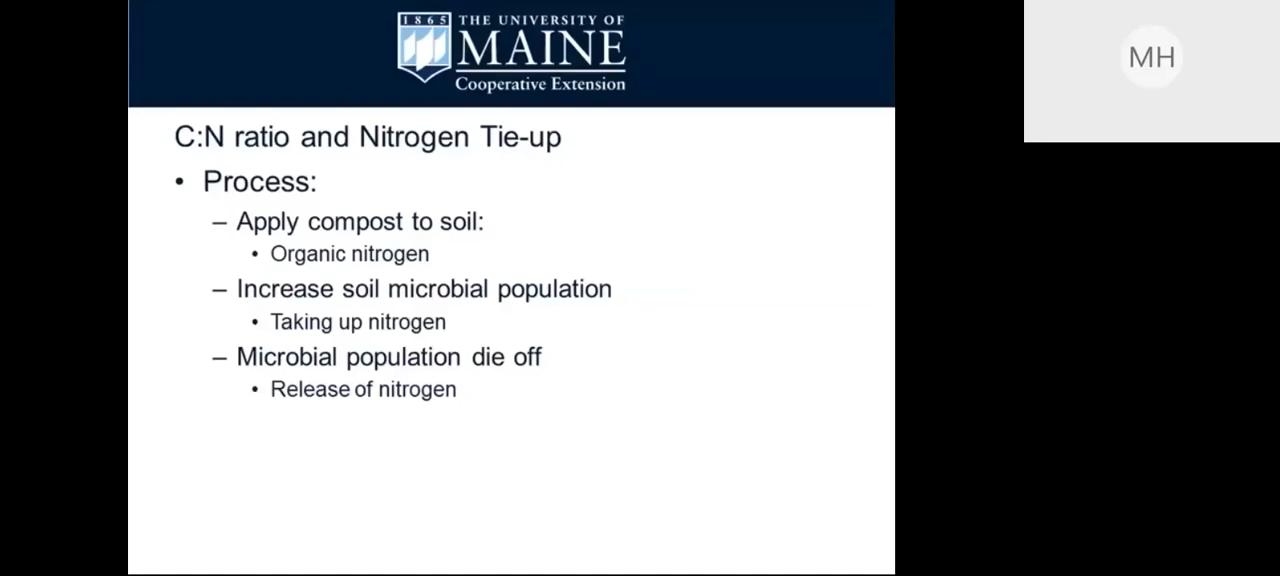 1865
THE UNIVERSITY OF
MAINE
Cooperative Extension
MH
C:N ratio and Nitrogen Tie-up
• Process:
– Apply compost to soil:
• Organic nitrogen
– Increase soil microbial population
• Taking up nitrogen
– Microbial population die off
• Release of nitrogen